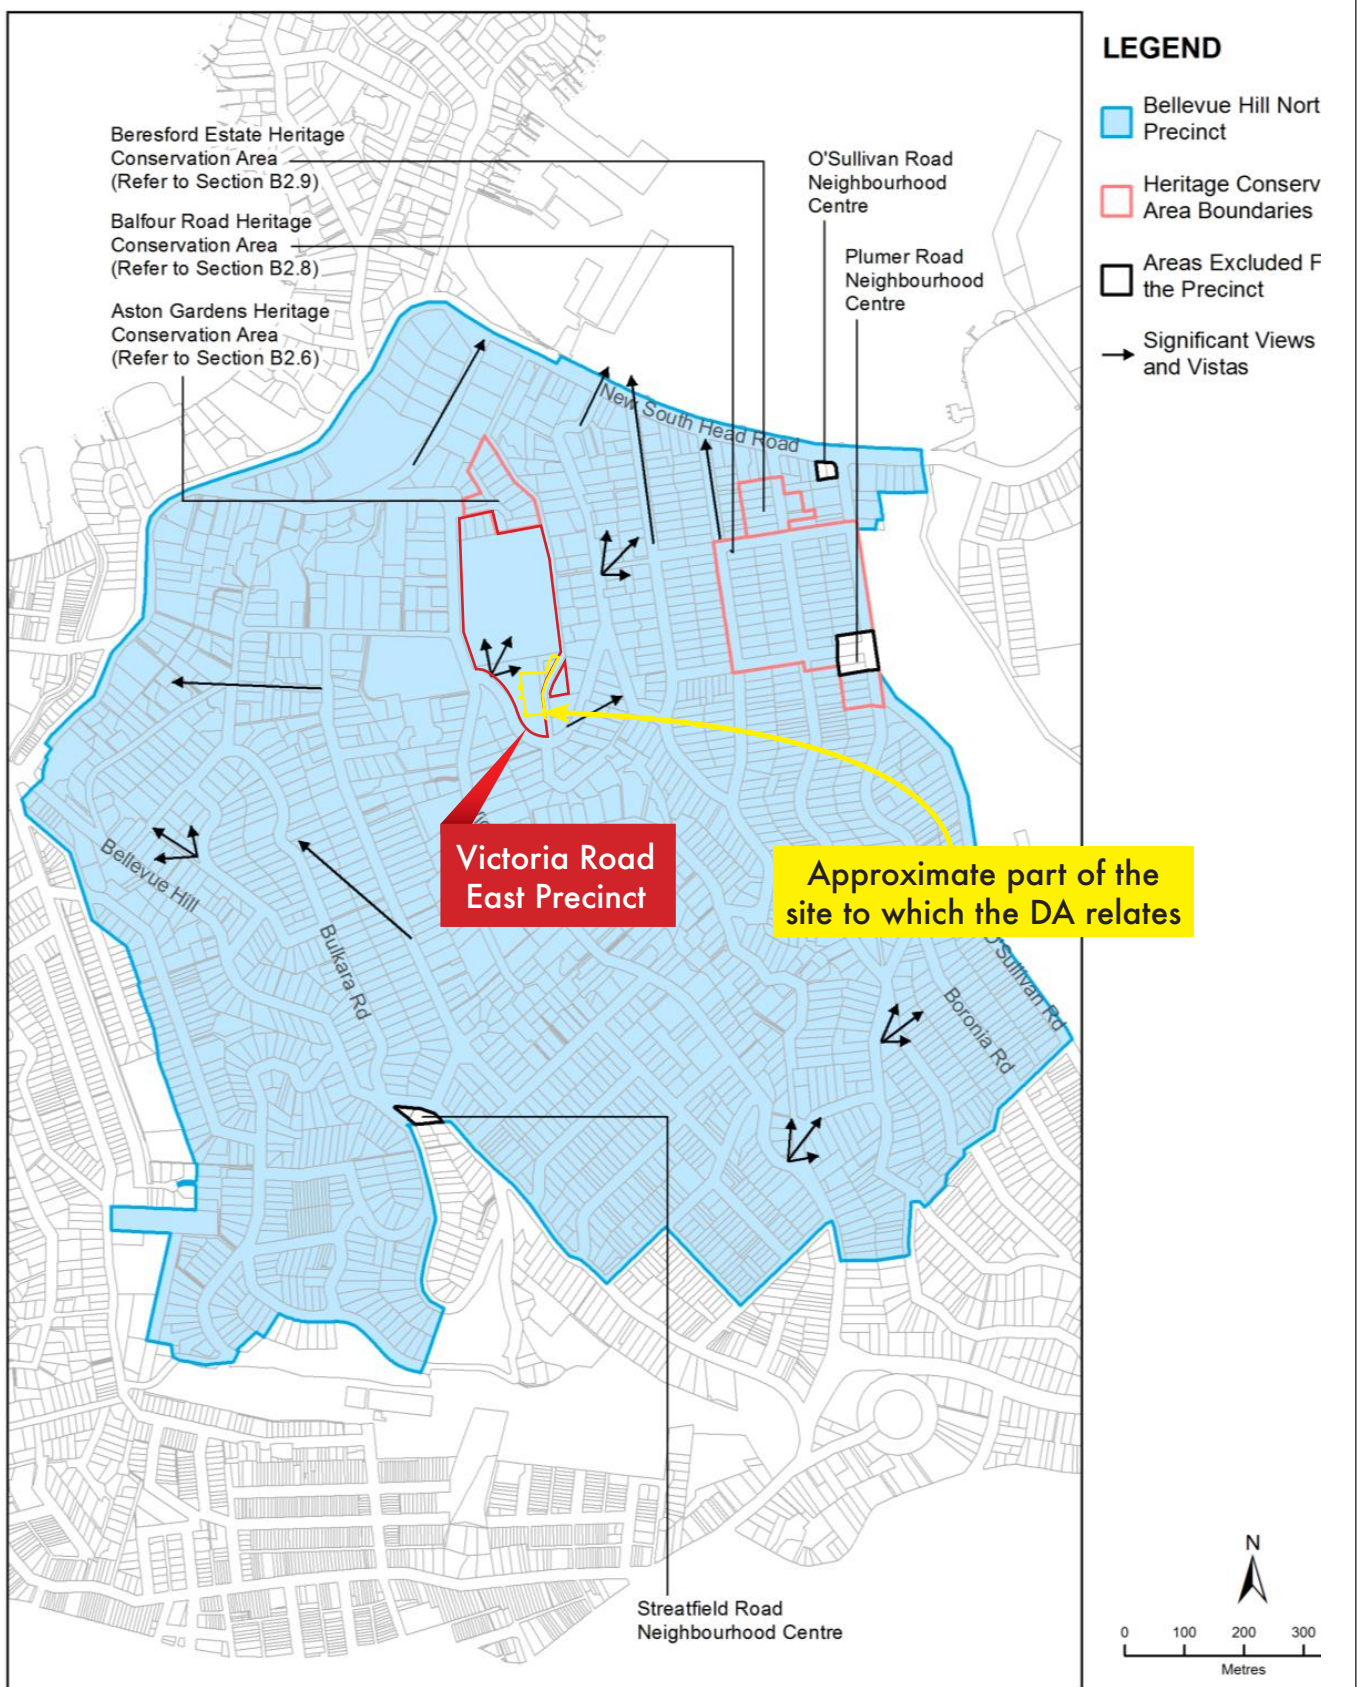 LEGEND
Bellevue Hill Nort
Precinct
Heritage Conserv
Area Boundaries
Areas Excluded F
the Precinct
Significant Views
and Vistas
Beresford Estate Heritage
Conservation Area
(Refer to Section B2.9)
Balfour Road Heritage
Conservation Area
(Refer to Section B2.8)
Aston Gardens Heritage
Conservation Area
(Refer to Section B2.6)
O'Sullivan Road
Neighbourhood
Centre
Plumer Road
Neighbourhood
Centre
New South Head Road
Victoria Road
East Precinct
Approximate part of the
site to which the DA relates
Bellevue Hill
Bulkara Rd
O'Sullivan Rd
Boronia Rd
Streatfield Road
Neighbourhood Centre
N
0 100 200 300
Metres